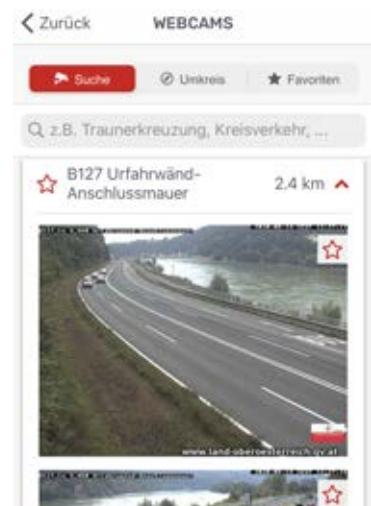 Zurück WEBCAMS
Suche Umkreis Favoriten
z.B. Traunerkreuzung, Kreisverkehr, ...
B127 Urfahrwänd-
Anschlussmauer
2.4 km
www.land-oberoesterreich.gv.at